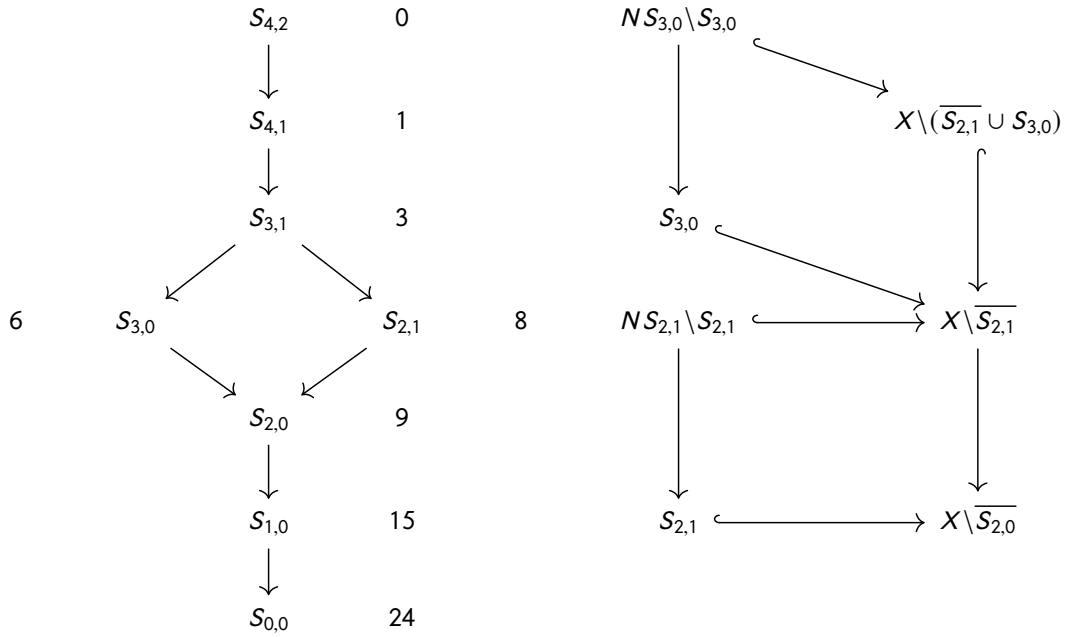 S_{4,2} 0 NS_{3,0}\S_{3,0}
S_{4,1} 1 X\(\overline{S_{2,1}} ∪ S_{3,0})
S_{3,1} 3 S_{3,0}
6 S_{3,0} S_{2,1} 8 NS_{2,1}\S_{2,1} X\\overline{S_{2,1}}
S_{2,0} 9
S_{1,0} 15 S_{2,1} X\\overline{S_{2,0}}
S_{0,0} 24